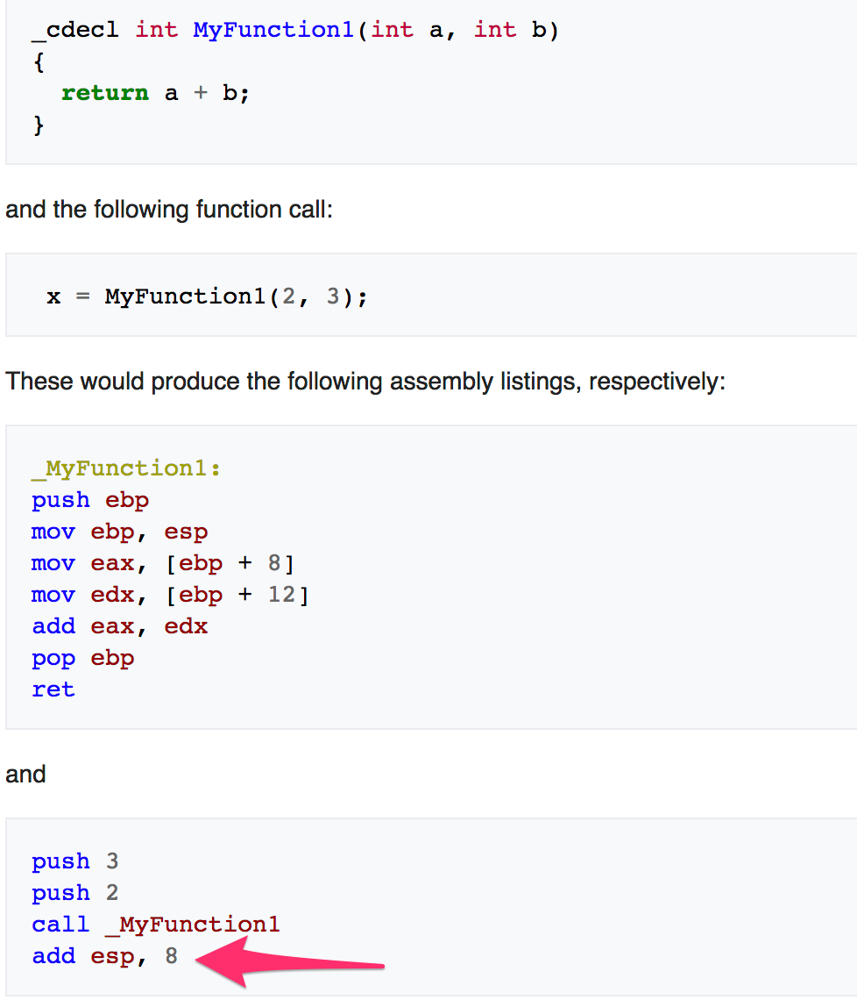 _cdecl int MyFunction1(int a, int b)
{
  return a + b;
}
and the following function call:
x = MyFunction1(2, 3);
These would produce the following assembly listings, respectively:
_MyFunction1:
push ebp
mov ebp, esp
mov eax, [ebp + 8]
mov edx, [ebp + 12]
add eax, edx
pop ebp
ret
and
push 3
push 2
call _MyFunction1
add esp, 8